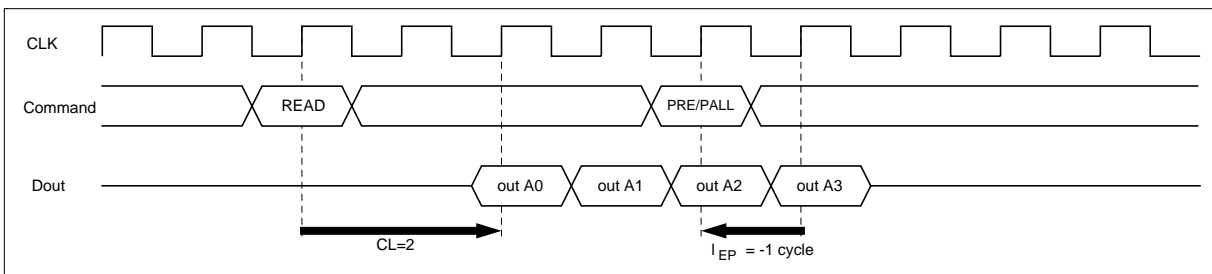 CLK
Command
READ
PRE/PALL
Dout
out A0
out A1
out A2
out A3
CL=2
l EP = -1 cycle